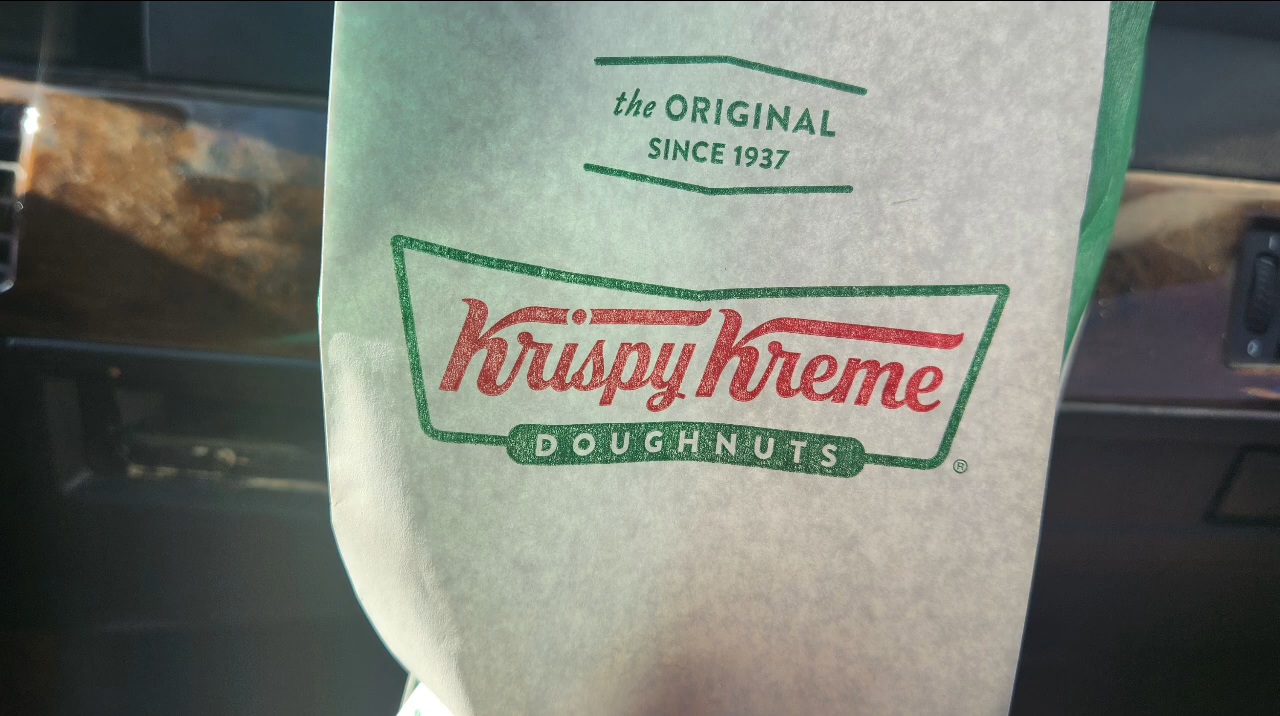 the ORIGINAL
SINCE 1937
Krispy Kreme
DOUGHNUTS
®